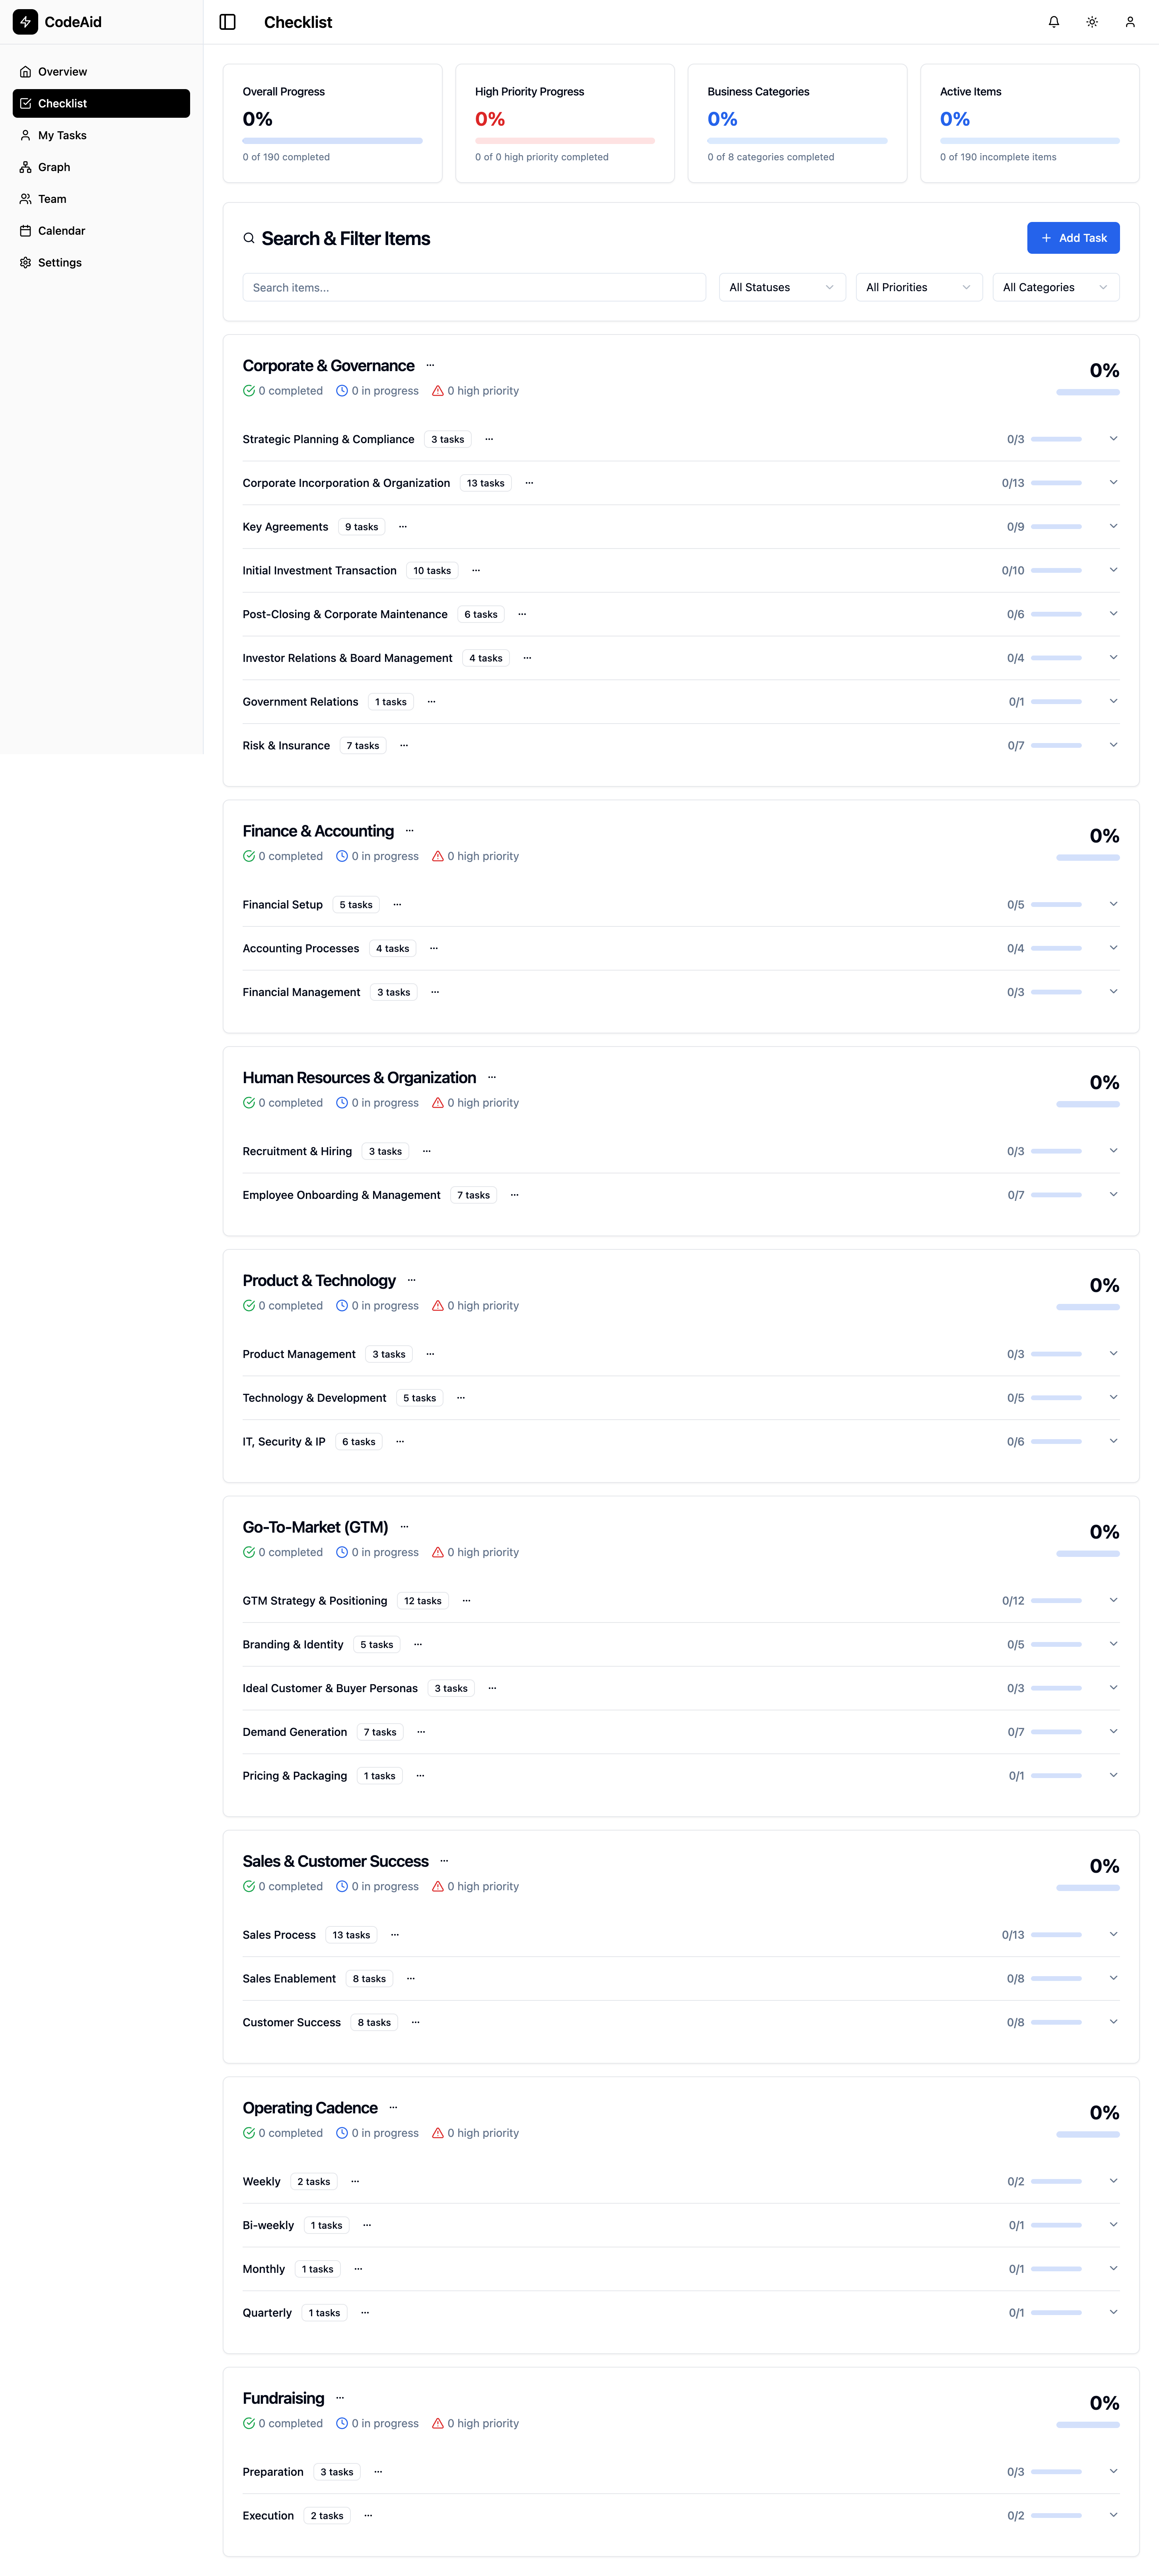 CodeAid
Checklist
Overview
Checklist
My Tasks
Graph
Team
Calendar
Settings
Overall Progress
0%
0 of 190 completed
High Priority Progress
0%
0 of 0 high priority completed
Business Categories
0%
0 of 8 categories completed
Active Items
0%
0 of 190 incomplete items
Search & Filter Items
+ Add Task
Search items...
All Statuses
All Priorities
All Categories
Corporate & Governance ...
0%
0 completed 0 in progress 0 high priority
Strategic Planning & Compliance 3 tasks ... 0/3
Corporate Incorporation & Organization 13 tasks ... 0/13
Key Agreements 9 tasks ... 0/9
Initial Investment Transaction 10 tasks ... 0/10
Post-Closing & Corporate Maintenance 6 tasks ... 0/6
Investor Relations & Board Management 4 tasks ... 0/4
Government Relations 1 tasks ... 0/1
Risk & Insurance 7 tasks ... 0/7
Finance & Accounting ...
0%
0 completed 0 in progress 0 high priority
Financial Setup 5 tasks ... 0/5
Accounting Processes 4 tasks ... 0/4
Financial Management 3 tasks ... 0/3
Human Resources & Organization ...
0%
0 completed 0 in progress 0 high priority
Recruitment & Hiring 3 tasks ... 0/3
Employee Onboarding & Management 7 tasks ... 0/7
Product & Technology ...
0%
0 completed 0 in progress 0 high priority
Product Management 3 tasks ... 0/3
Technology & Development 5 tasks ... 0/5
IT, Security & IP 6 tasks ... 0/6
Go-To-Market (GTM) ...
0%
0 completed 0 in progress 0 high priority
GTM Strategy & Positioning 12 tasks ... 0/12
Branding & Identity 5 tasks ... 0/5
Ideal Customer & Buyer Personas 3 tasks ... 0/3
Demand Generation 7 tasks ... 0/7
Pricing & Packaging 1 tasks ... 0/1
Sales & Customer Success ...
0%
0 completed 0 in progress 0 high priority
Sales Process 13 tasks ... 0/13
Sales Enablement 8 tasks ... 0/8
Customer Success 8 tasks ... 0/8
Operating Cadence ...
0%
0 completed 0 in progress 0 high priority
Weekly 2 tasks ... 0/2
Bi-weekly 1 tasks ... 0/1
Monthly 1 tasks ... 0/1
Quarterly 1 tasks ... 0/1
Fundraising ...
0%
0 completed 0 in progress 0 high priority
Preparation 3 tasks ... 0/3
Execution 2 tasks ... 0/2